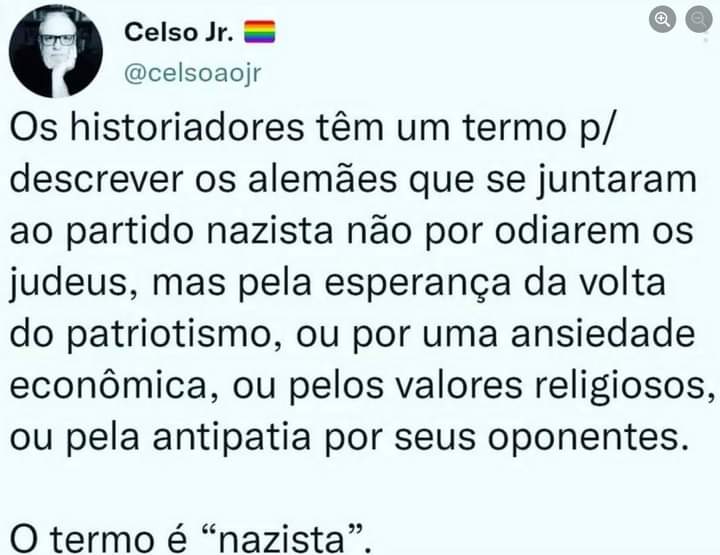 Celso Jr.
@celsoaojr
Os historiadores têm um termo p/
descrever os alemães que se juntaram
ao partido nazista não por odiarem os
judeus, mas pela esperança da volta
do patriotismo, ou por uma ansiedade
econômica, ou pelos valores religiosos,
ou pela antipatia por seus oponentes.
O termo é “nazista”.